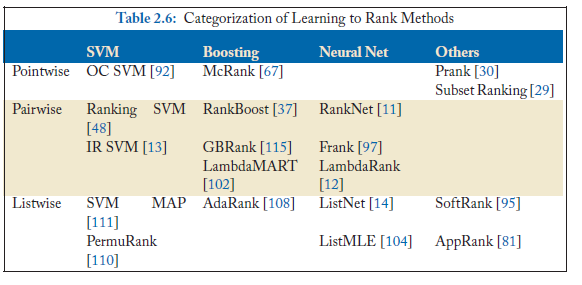 Table 2.6: Categorization of Learning to Rank Methods
SVM Boosting Neural Net Others
Pointwise OC SVM [92] McRank [67] Prank [30]
Subset Ranking [29]
Pairwise Ranking SVM RankBoost [37] RankNet [11]
[48]
IR SVM [13] GBRank [115] Frank [97]
LambdaMART LambdaRank
[102] [12]
Listwise SVM MAP AdaRank [108] ListNet [14] SoftRank [95]
[111]
PermuRank ListMLE [104] AppRank [81]
[110]